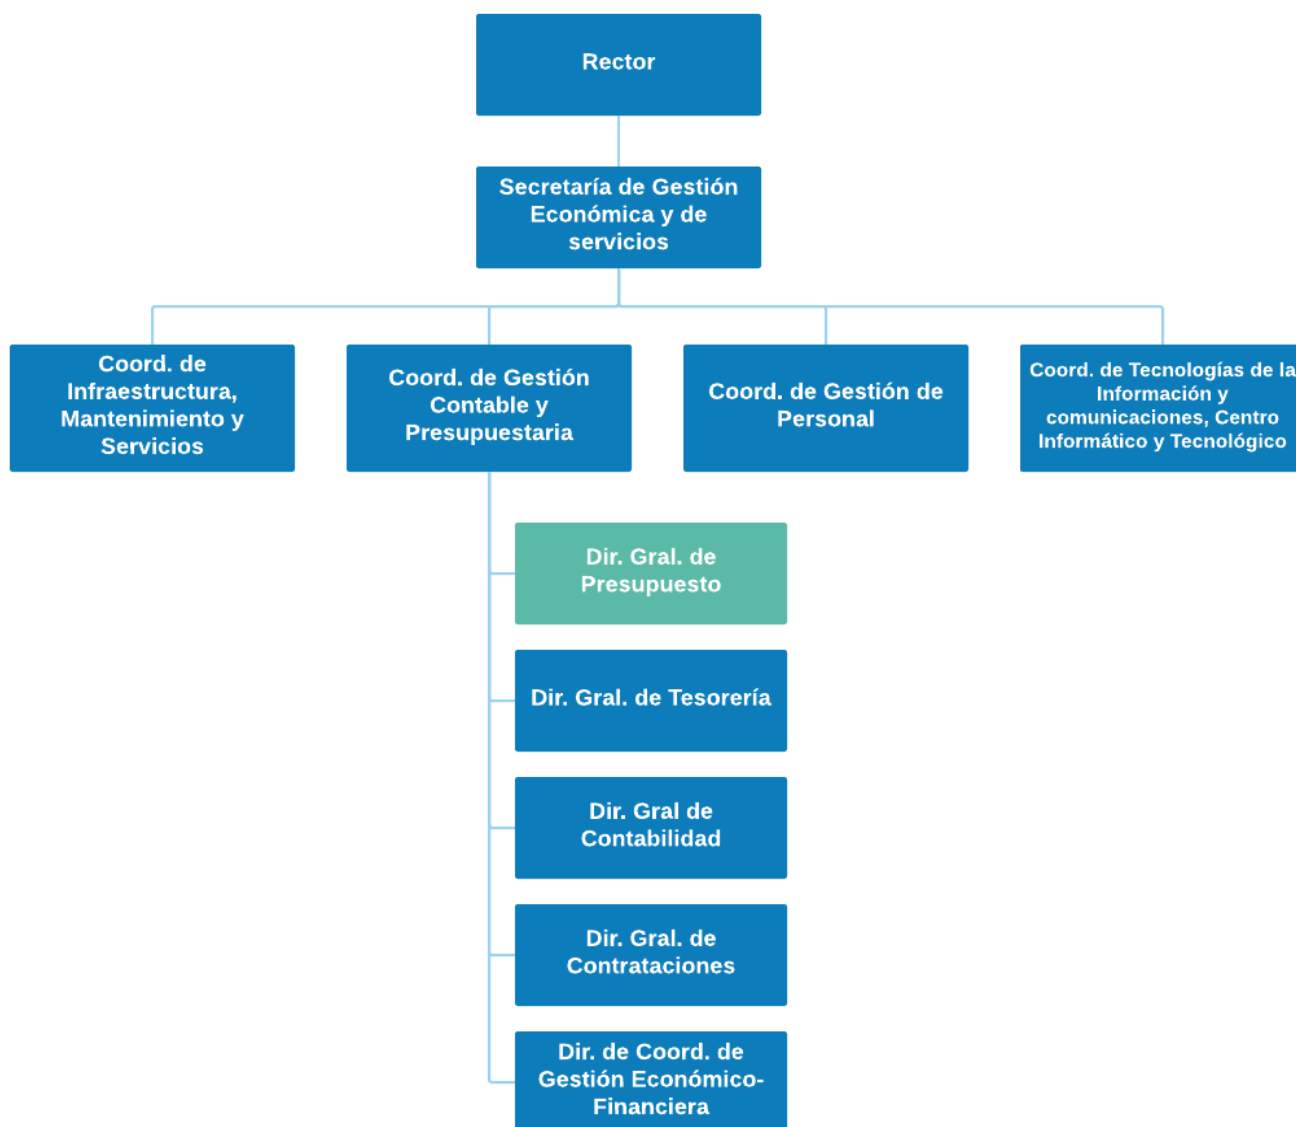 Rector
Secretaría de Gestión
Económica y de
servicios
Coord. de
Infraestructura,
Mantenimiento y
Servicios
Coord. de Gestión
Contable y
Presupuestaria
Coord. de Gestión de
Personal
Coord. de Tecnologías de la
Información y
comunicaciones, Centro
Informático y Tecnológico
Dir. Gral. de
Presupuesto
Dir. Gral. de Tesorería
Dir. Gral de
Contabilidad
Dir. Gral. de
Contrataciones
Dir. de Coord. de
Gestión Económico-
Financiera